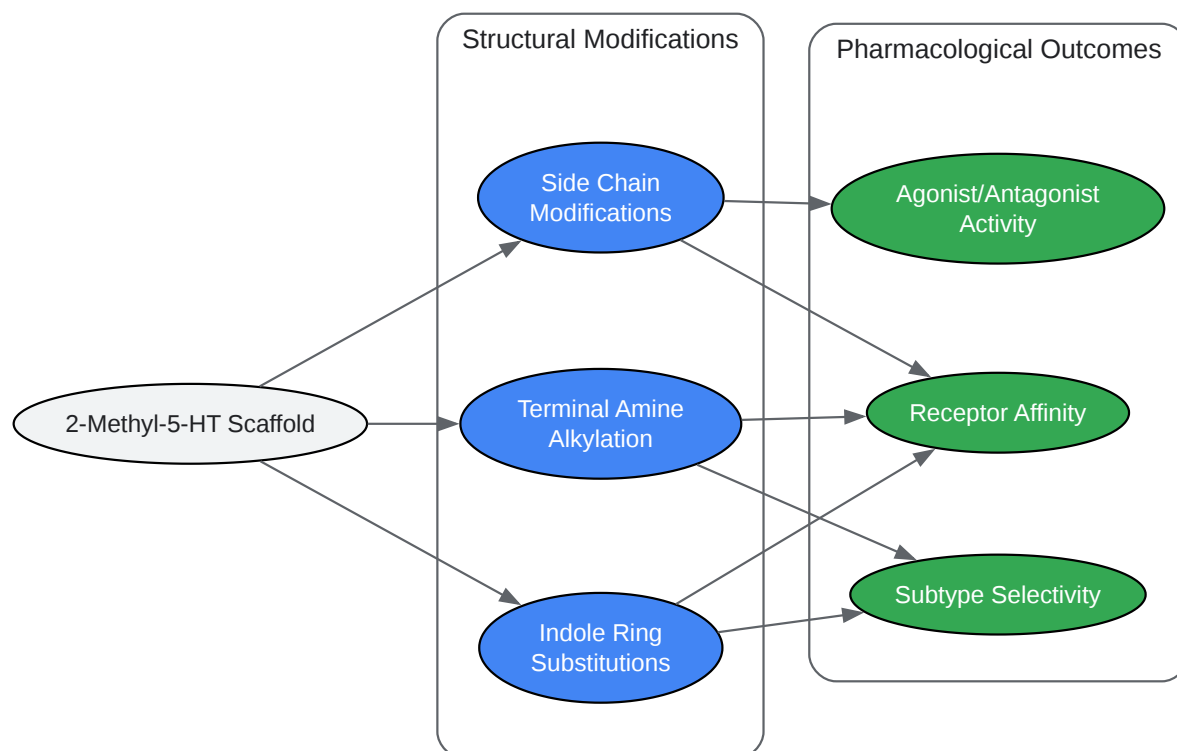 Structural Modifications
Pharmacological Outcomes
Side Chain
Modifications
Agonist/Antagonist
Activity
2-Methyl-5-HT Scaffold
Terminal Amine
Alkylation
Receptor Affinity
Indole Ring
Substitutions
Subtype Selectivity